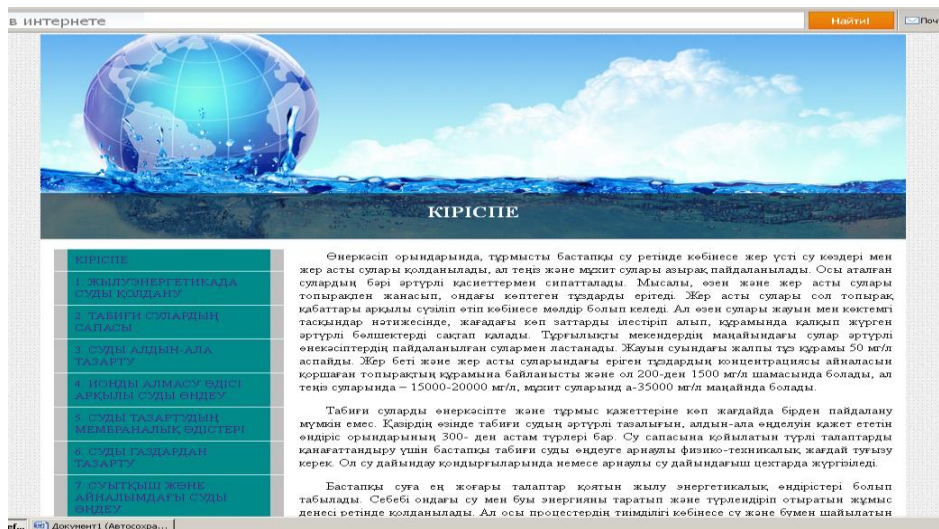 в интернете
Найти!
Поч
КІРІСПЕ
КІРІСПЕ
1. ЖЫЛУЭНЕРГЕТИКАДА
СУДЫ ҚОЛДАНУ
2. ТАБИҒИ СУЛАРДЫҢ
САПАСЫ
3. СУДЫ АЛДЫН-АЛА
ТАЗАРТУ
4. ИОНДЫ АЛМАСУ ӘДІСІ
АРҚЫЛЫ СУДЫ ӨҢДЕУ
5. СУДЫ ТАЗАРТУДЫҢ
МЕМБРАНАЛЫҚ ӘДІСТЕРІ
6. СУДЫ ГАЗДАРДАН
ТАЗАРТУ
7. СУЫТҚЫШ ЖӘНЕ
АЙНАЛЫМДАҒЫ СУДЫ
ӨҢДЕУ
Өнеркәсіп орындарында, тұрмысты бастапқы су ретінде көбінесе жер үсті су көздері мен
жер асты сулары қолданылады, ал теңіз және мұхит сулары азырақ пайдаланылады. Осы аталған
сулардың бәрі әртүрлі қасиеттермен сипатталады. Мысалы, өзен және жер асты сулары
топырақпен жанасып, ондағы көптеген тұздарды ерітеді. Жер асты сулары сол топырақ
қабаттары арқылы сүзіліп өтіп көбінесе мөлдір болып келеді. Ал өзен сулары жауын мен көктемгі
тасқындар нәтижесінде, жағадағы көп заттарды ілестіріп алып, құрамында қалқып жүрген
әртүрлі бөлшектерді сақтап қалады. Тұрғылықты мекендердің маңайындағы сулар әртүрлі
өнекәсіптердің пайдаланылған сулармен ластанады. Жауын суындағы жалпы тұз құрамы 50 мг/л
аспайды. Жер беті және жер асты суларындағы еріген тұздардың концентрациясы айналасын
қоршаған топырақтың құрамына байланысты және ол 200-ден 1500 мг/л шамасында болады, ал
теңіз суларында – 15000-20000 мг/л, мұхит суларынд а-35000 мг/л маңайнда болады.
Табиғи суларды өнеркәсіпте және тұрмыс қажеттеріне көп жағдайда бірден пайдалану
мүмкін емес. Қазірдің өзінде табиғи судың әртүрлі тазалығын, алдын-ала өңделуін қажет ететін
өндіріс орындарының 300- ден астам түрлері бар. Су сапасына қойылатын түрлі талаптарды
қанағаттандыру үшін бастапқы табиғи суды өңдеуге арнаулы физико-техникалық жағдай туғызу
керек. Ол су дайындау қондырғыларында немесе арнаулы су дайындағыш цехтарда жүргізіледі.
Бастапқы суға ең жоғары талаптар қоятын жылу энергетикалық өндірістері болып
табылады. Себебі ондағы су мен буы энергияны таратып және түрлендіріп отыратын жұмыс
денесі ретінде қолданылады. Ал осы процестердің тиімділігі көбінесе су және бумен шайылатын
ef...
Документ1 (Автосохра...